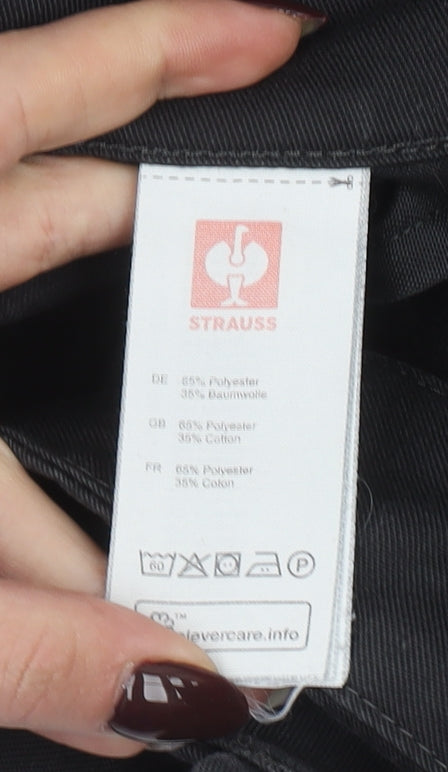 STRAUSS
DE 65% Polyester
35% Baumwolle
GB 65% Polyester
35% Cotton
FR 65% Polyester
35% Coton
60 P
™
clevercare.info